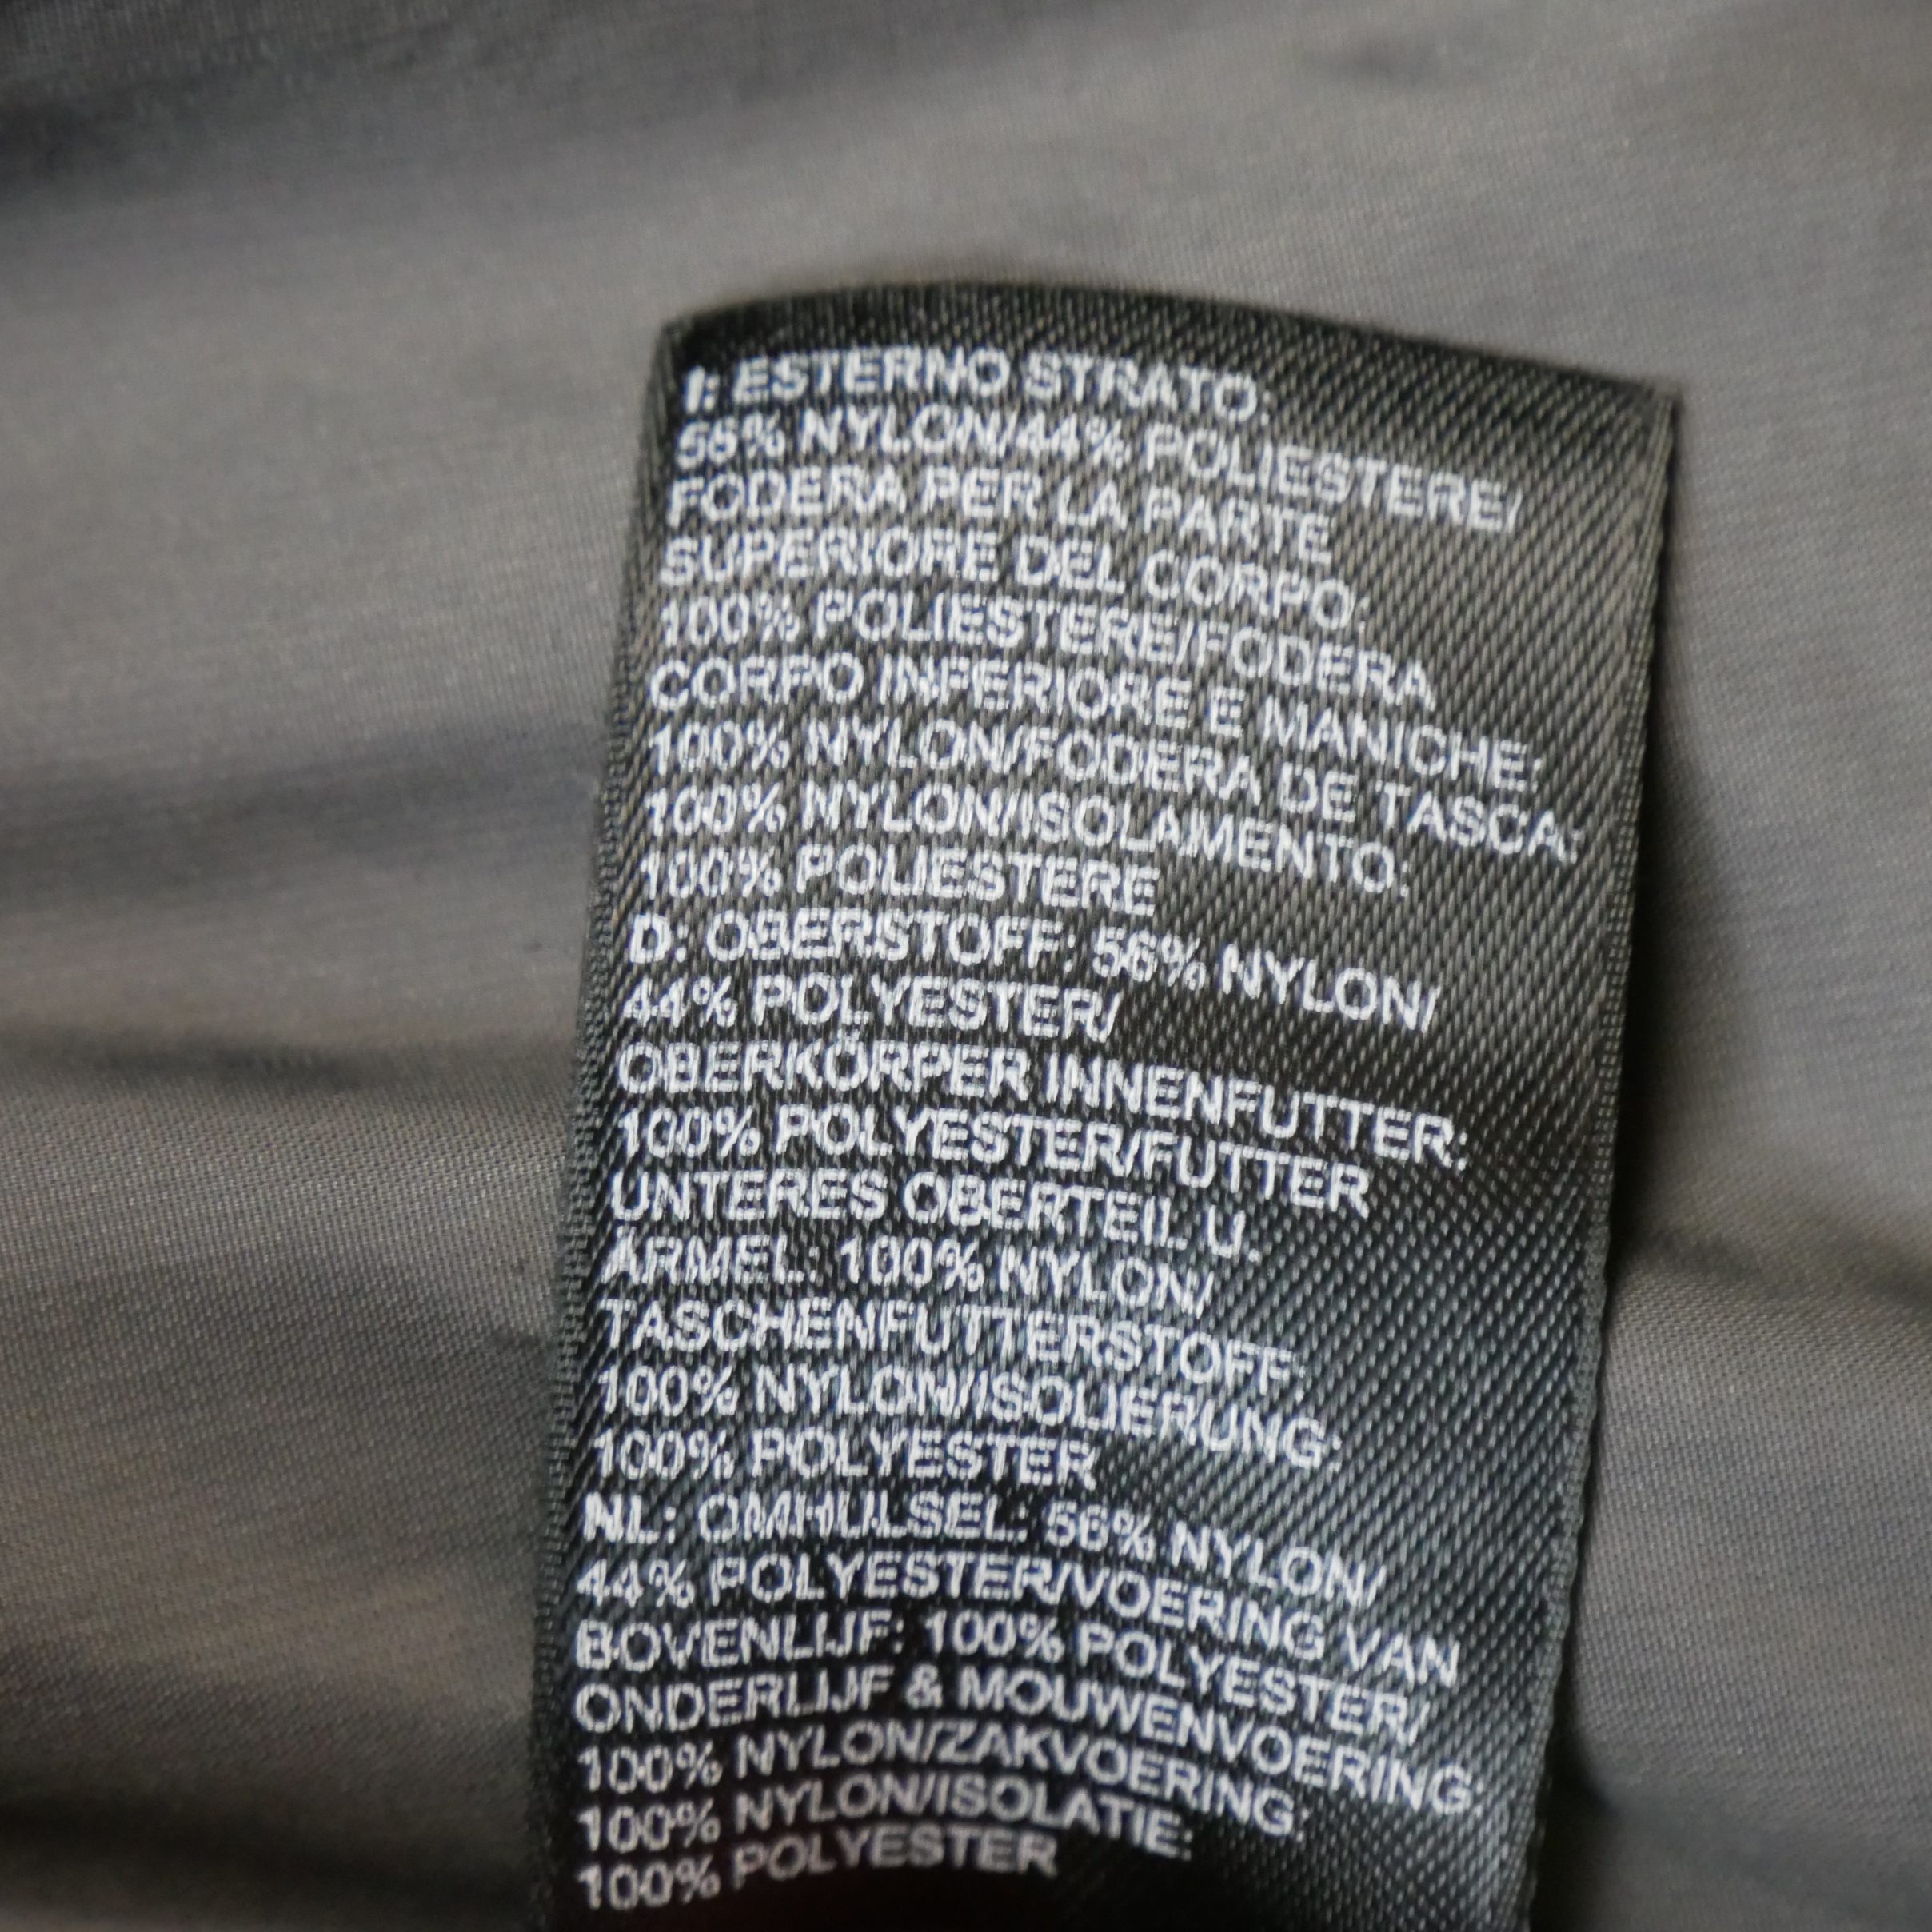 I: ESTERNO STRATO:
56% NYLON/44% POLIESTERE/
FODERA PER LA PARTE
SUPERIORE DEL CORPO:
100% POLIESTERE/FODERA
CORPO INFERIORE E MANICHE:
100% NYLON/FODERA DE TASCA:
100% NYLON/ISOLAMENTO:
100% POLIESTERE
D: OBERSTOFF: 56% NYLON/
44% POLYESTER/
OBERKÖRPER INNENFUTTER:
100% POLYESTER/FUTTER
UNTERES OBERTEIL U.
ÄRMEL: 100% NYLON/
TASCHENFUTTERSTOFF:
100% NYLON/ISOLIERUNG:
100% POLYESTER
NL: OMHULSEL: 56% NYLON/
44% POLYESTER/VOERING VAN
BOVENLIJF: 100% POLYESTER/
ONDERLIJF & MOUWENVOERING:
100% NYLON/ZAKVOERING:
100% NYLON/ISOLATIE:
100% POLYESTER